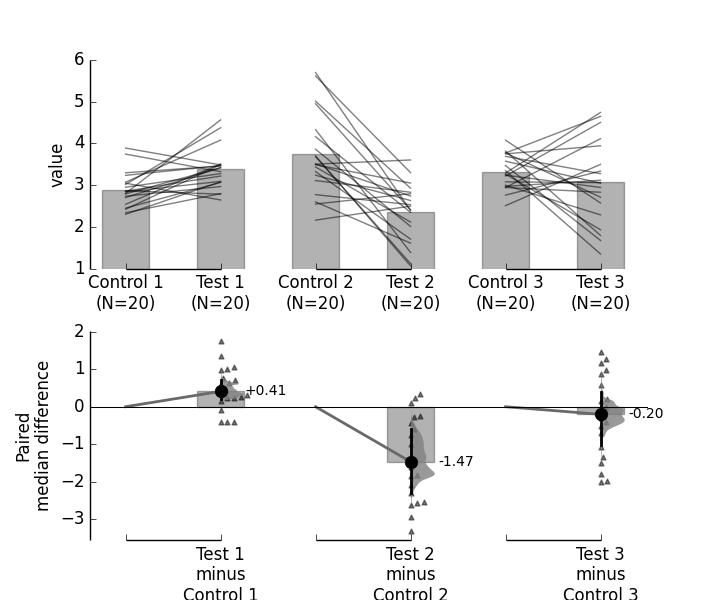 6
5
4
3
2
1
value
Control 1 Test 1 Control 2 Test 2 Control 3 Test 3
(N=20) (N=20) (N=20) (N=20) (N=20) (N=20)
2
1
0
−1
−2
−3
Paired
median difference
+0.41
-1.47
-0.20
Test 1 Test 2 Test 3
minus minus minus
Control 1 Control 2 Control 3